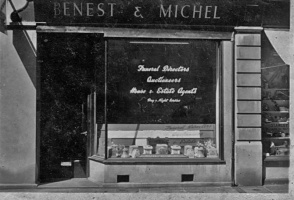 BENEST & MICHEL
Funeral Directors
Auctioneers
House & Estate Agents
Day & Night Service